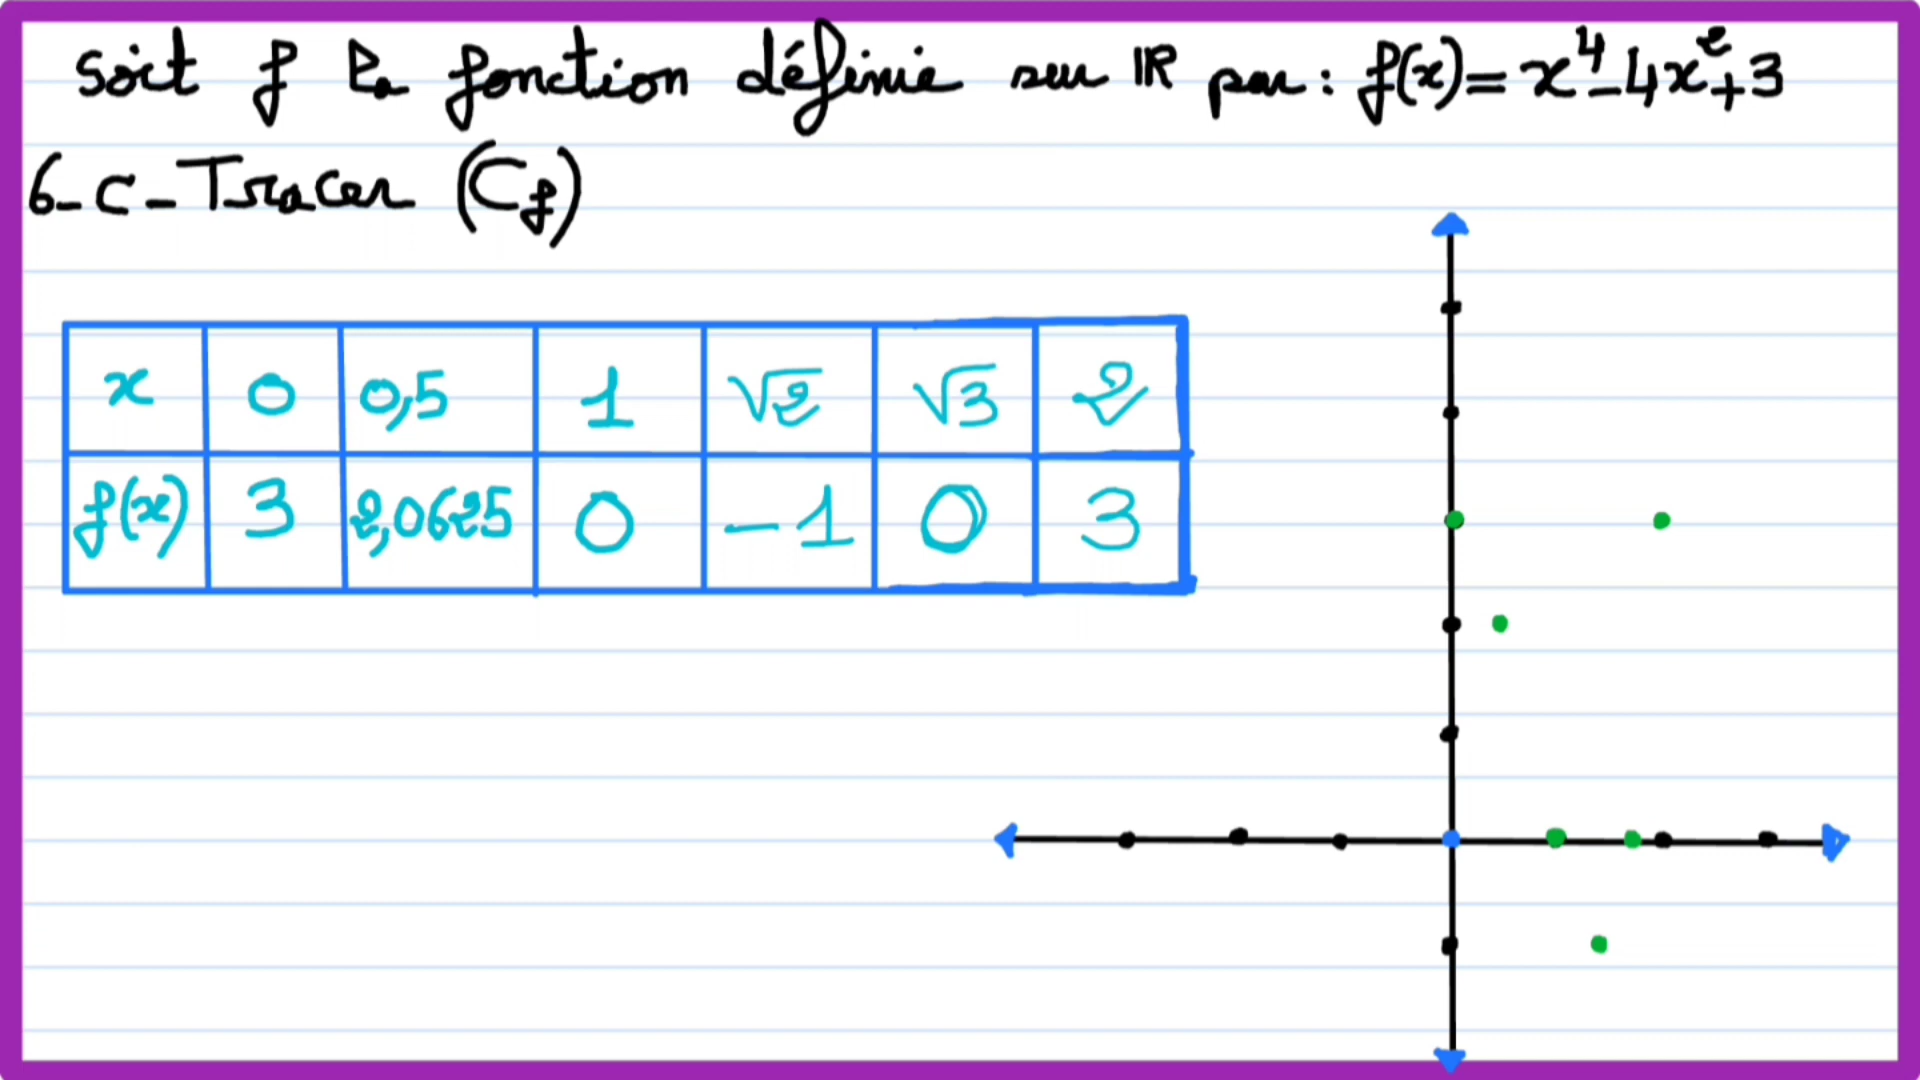 Soit f la fonction définie sur ℝ par : f(x) = x⁴ - 4x² + 3
6 - c - Tracer (Cf)
x 0 0,5 1 √2 √3 2
f(x) 3 2,0625 0 -1 0 3